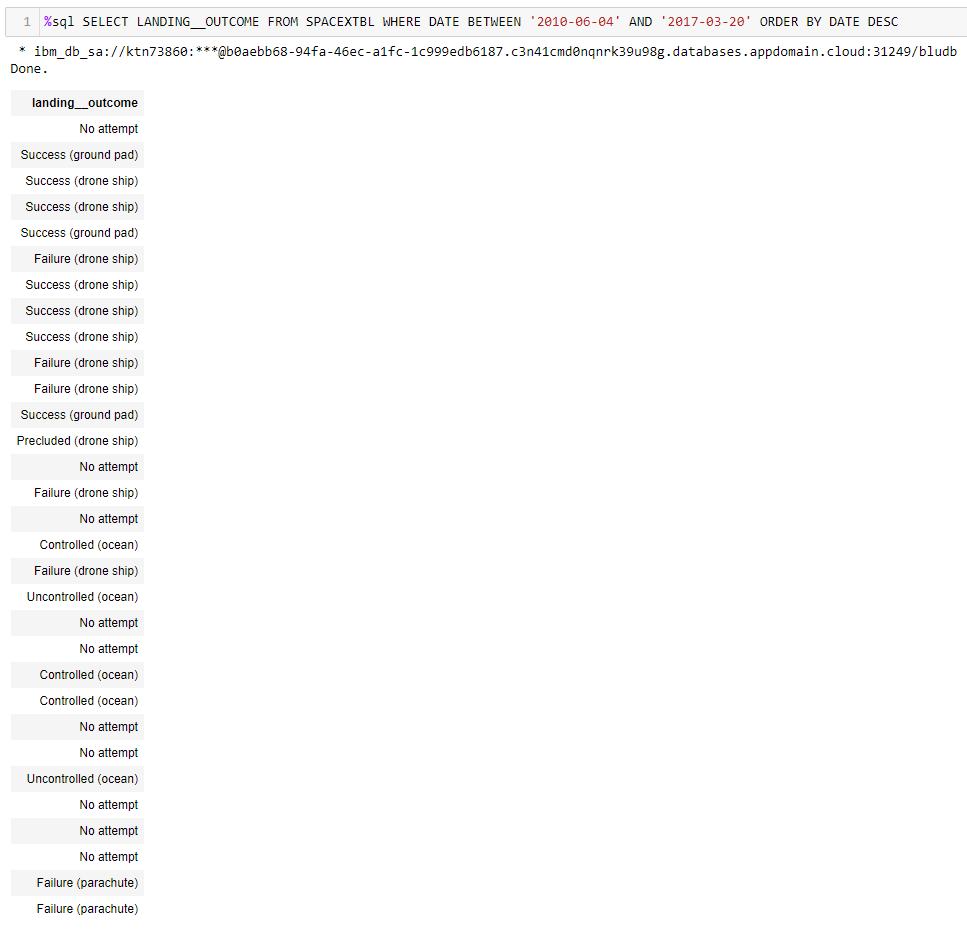 1 %sql SELECT LANDING__OUTCOME FROM SPACEXTBL WHERE DATE BETWEEN '2010-06-04' AND '2017-03-20' ORDER BY DATE DESC
* ibm_db_sa://ktn73860:***@b0aebb68-94fa-46ec-a1fc-1c999edb6187.c3n41cmd0nqnrk39u98g.databases.appdomain.cloud:31249/bludb
Done.
landing__outcome
No attempt
Success (ground pad)
Success (drone ship)
Success (drone ship)
Success (ground pad)
Failure (drone ship)
Success (drone ship)
Success (drone ship)
Success (drone ship)
Failure (drone ship)
Failure (drone ship)
Success (ground pad)
Precluded (drone ship)
No attempt
Failure (drone ship)
No attempt
Controlled (ocean)
Failure (drone ship)
Uncontrolled (ocean)
No attempt
No attempt
Controlled (ocean)
Controlled (ocean)
No attempt
No attempt
Uncontrolled (ocean)
No attempt
No attempt
No attempt
Failure (parachute)
Failure (parachute)